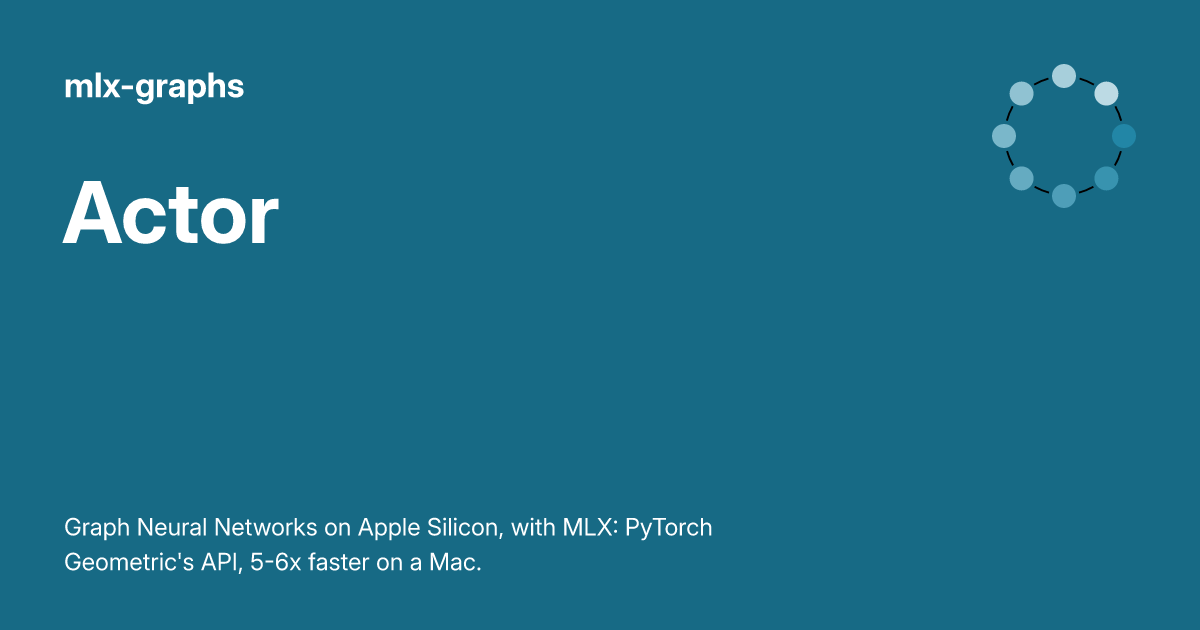 mlx-graphs
Actor
Graph Neural Networks on Apple Silicon, with MLX: PyTorch
Geometric's API, 5-6x faster on a Mac.